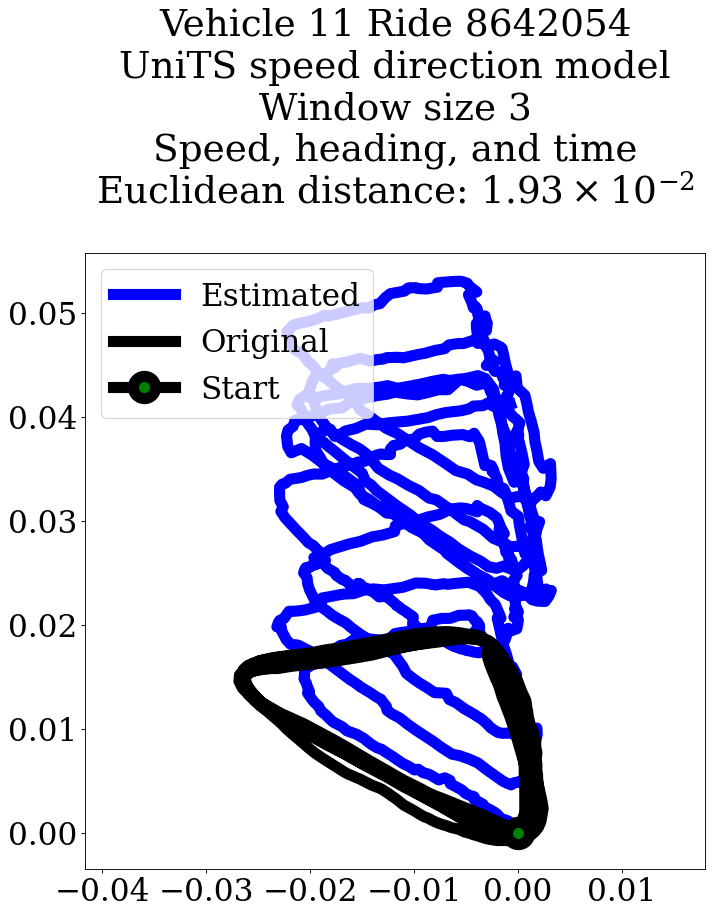 Vehicle 11 Ride 8642054
UniTS speed direction model
Window size 3
Speed, heading, and time
Euclidean distance: 1.93 × 10⁻²
Estimated
Original
Start
0.05
0.04
0.03
0.02
0.01
0.00
−0.04 −0.03 −0.02 −0.01 0.00 0.01